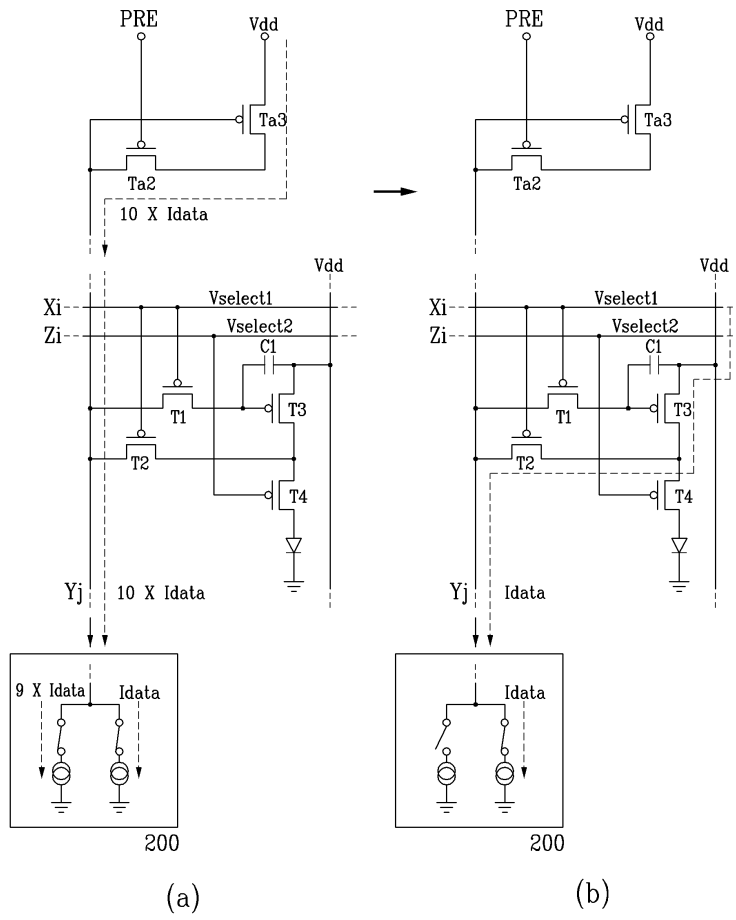 PRE
Vdd
Ta3
Ta2
10 X Idata
Vdd
Xi
Vselect1
Zi
Vselect2
C1
T1
T3
T2
T4
Yj
10 X Idata
9 X Idata
Idata
200
(a)
PRE
Vdd
Ta3
Ta2
Vdd
Xi
Vselect1
Zi
Vselect2
C1
T1
T3
T2
T4
Yj
Idata
Idata
200
(b)